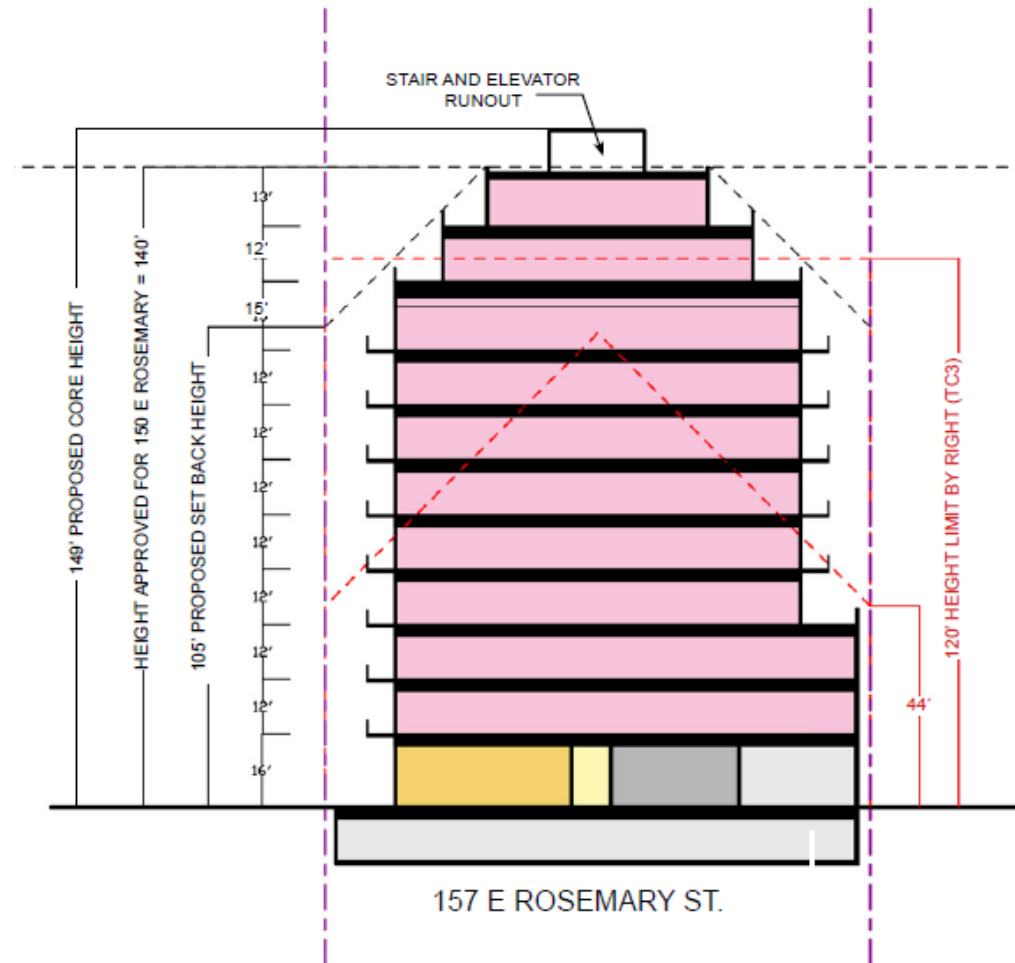 STAIR AND ELEVATOR
RUNOUT
149' PROPOSED CORE HEIGHT
HEIGHT APPROVED FOR 150 E ROSEMARY = 140'
105' PROPOSED SET BACK HEIGHT
13'
12'
15'
12'
12'
12'
12'
12'
12'
12'
16'
120' HEIGHT LIMIT BY RIGHT (TC3)
44'
157 E ROSEMARY ST.